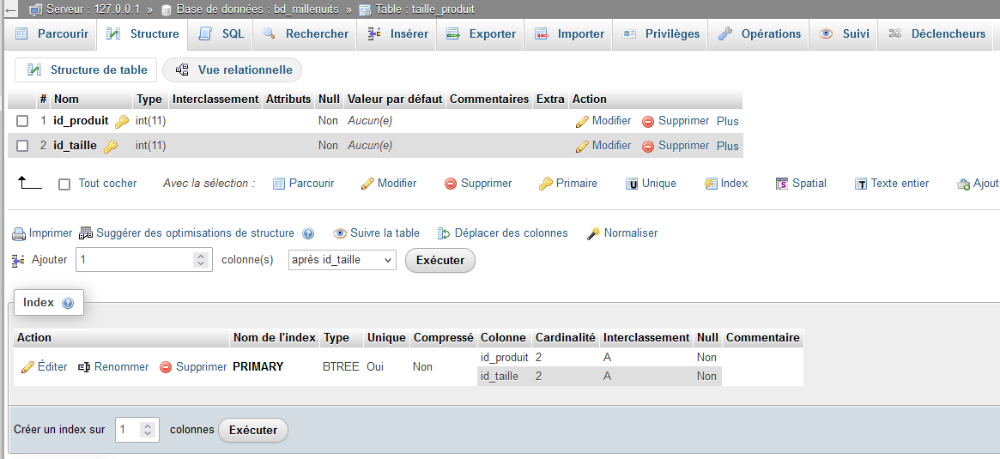 ← Serveur : 127.0.0.1 » Base de données : bd_millenuits » Table : taille_produit
Parcourir Structure SQL Rechercher Insérer Exporter Importer Privilèges Opérations Suivi Déclencheurs
Structure de table Vue relationnelle
# Nom Type Interclassement Attributs Null Valeur par défaut Commentaires Extra Action
1 id_produit int(11) Non Aucun(e) Modifier Supprimer Plus
2 id_taille int(11) Non Aucun(e) Modifier Supprimer Plus
Tout cocher Avec la sélection : Parcourir Modifier Supprimer Primaire Unique Index Spatial Texte entier Ajout
Imprimer Suggérer des optimisations de structure Suivre la table Déplacer des colonnes Normaliser
Ajouter 1 colonne(s) après id_taille Exécuter
Index
Action Nom de l'index Type Unique Compressé Colonne Cardinalité Interclassement Null Commentaire
Éditer Renommer Supprimer PRIMARY BTREE Oui Non id_produit 2 A Non
id_taille 2 A Non
Créer un index sur 1 colonnes Exécuter